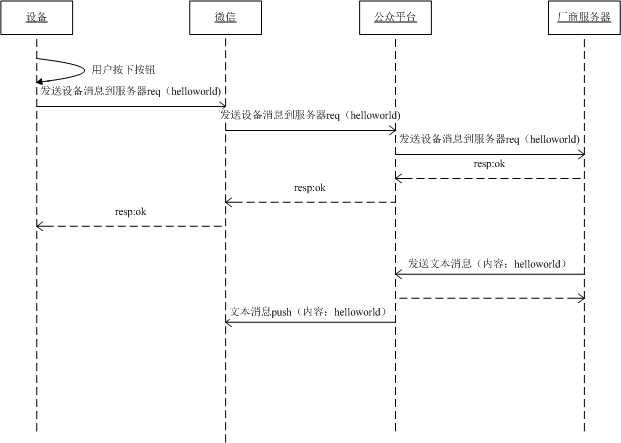 设备
微信
公众平台
厂商服务器
用户按下按钮
发送设备消息到服务器req（helloworld)
发送设备消息到服务器req（helloworld)
发送设备消息到服务器req（helloworld)
resp:ok
resp:ok
resp:ok
发送文本消息（内容：helloworld）
文本消息push（内容：helloworld）